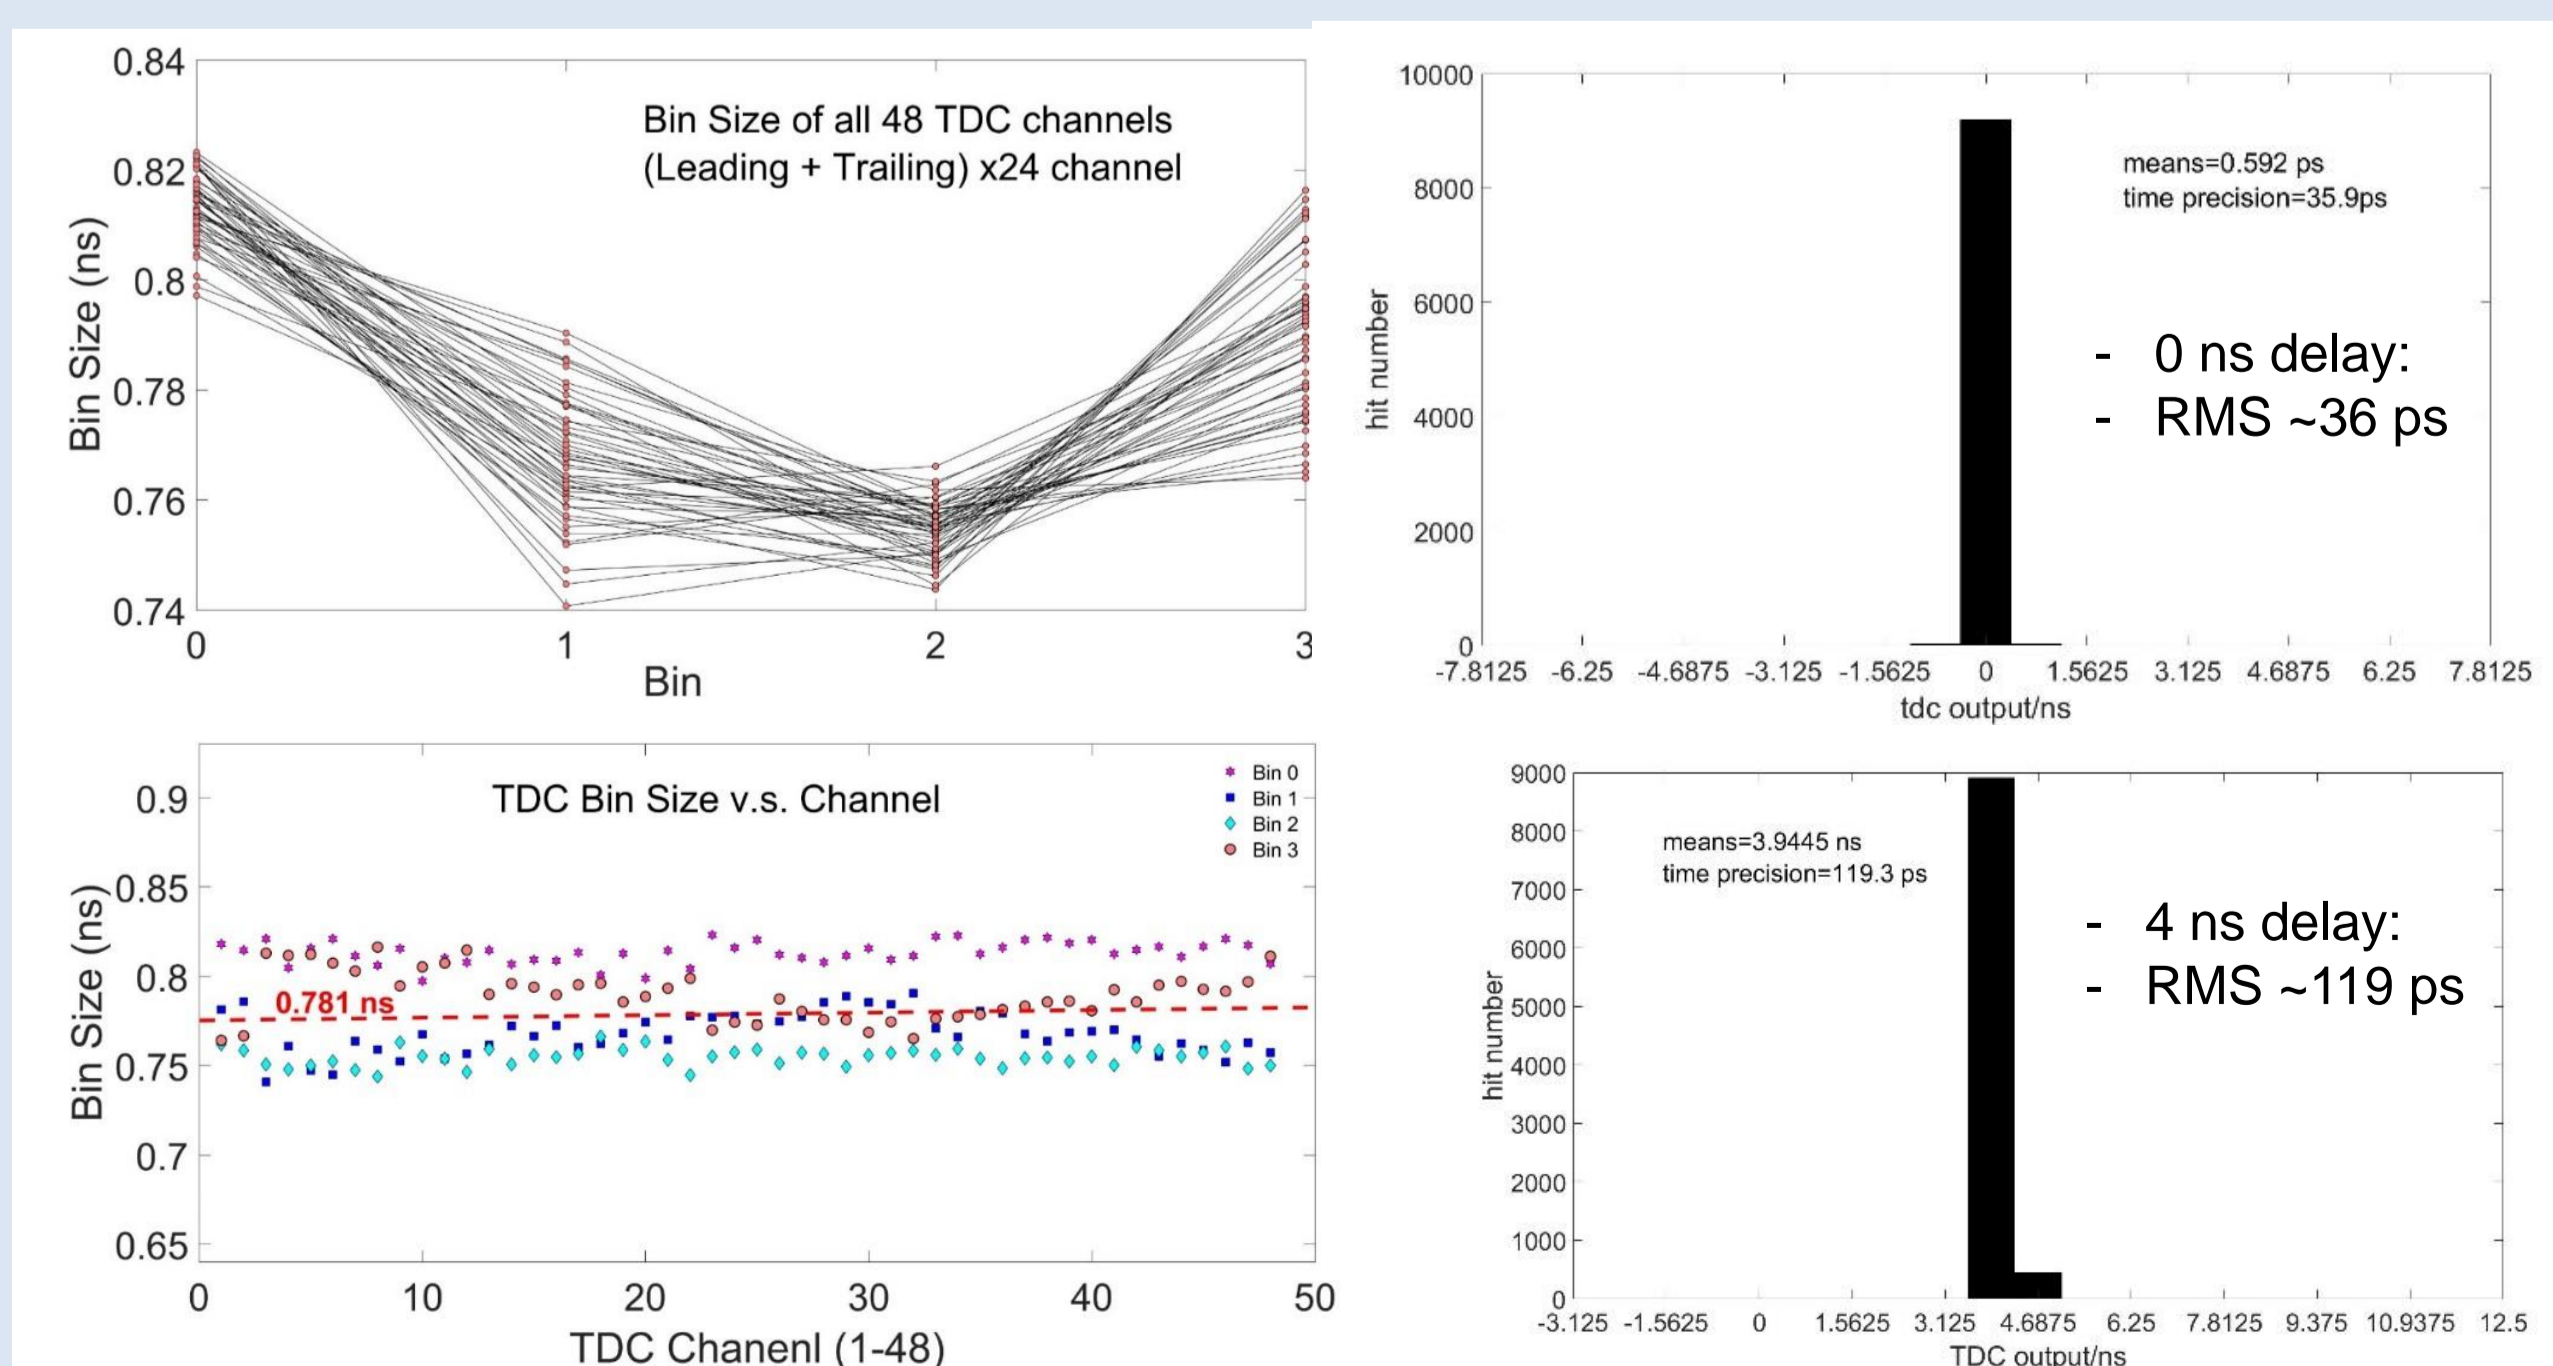 Bin Size of all 48 TDC channels
(Leading + Trailing) x24 channel
Bin Size (ns)
0.84
0.82
0.8
0.78
0.76
0.74
0 1 2 3
Bin
10000
8000
6000
4000
2000
0
hit number
means=0.592 ps
time precision=35.9ps
- 0 ns delay:
- RMS ~36 ps
-7.8125 -6.25 -4.6875 -3.125 -1.5625 0 1.5625 3.125 4.6875 6.25 7.8125
tdc output/ns
TDC Bin Size v.s. Channel
Bin 0
Bin 1
Bin 2
Bin 3
Bin Size (ns)
0.9
0.85
0.8
0.75
0.7
0.65
0.781 ns
0 10 20 30 40 50
TDC Chanenl (1-48)
9000
8000
7000
6000
5000
4000
3000
2000
1000
0
hit number
means=3.9445 ns
time precision=119.3 ps
- 4 ns delay:
- RMS ~119 ps
-3.125 -1.5625 0 1.5625 3.125 4.6875 6.25 7.8125 9.375 10.9375 12.5
TDC output/ns